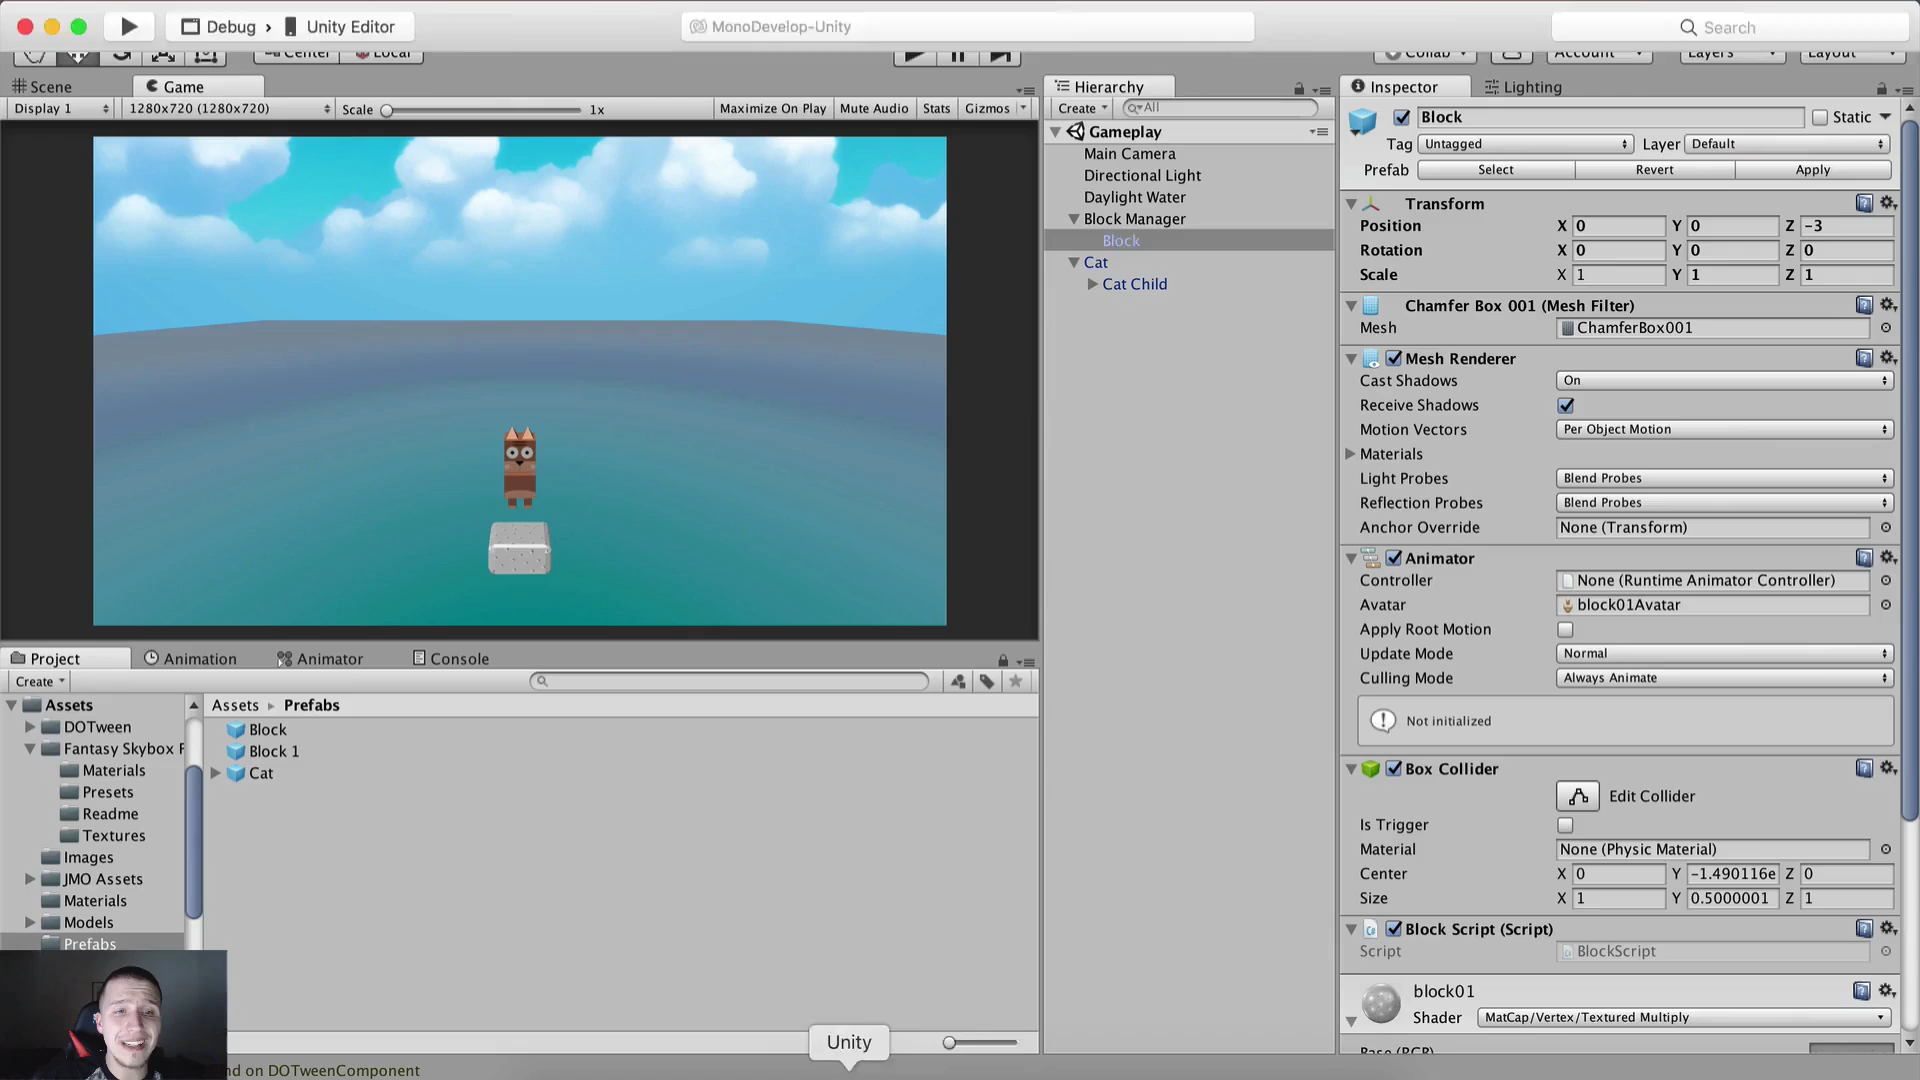 Debug › Unity Editor
MonoDevelop-Unity
Search
Center
Local
Collab
Account
Layers
Layout
Scene
Game
Display 1
1280x720 (1280x720)
Scale
1x
Maximize On Play
Mute Audio
Stats
Gizmos
Hierarchy
Create
All
Gameplay
Main Camera
Directional Light
Daylight Water
Block Manager
Block
Cat
Cat Child
Inspector
Lighting
Block
Static
Tag
Untagged
Layer
Default
Prefab
Select
Revert
Apply
Transform
Position X 0 Y 0 Z -3
Rotation X 0 Y 0 Z 0
Scale X 1 Y 1 Z 1
Chamfer Box 001 (Mesh Filter)
Mesh ChamferBox001
Mesh Renderer
Cast Shadows On
Receive Shadows
Motion Vectors Per Object Motion
Materials
Light Probes Blend Probes
Reflection Probes Blend Probes
Anchor Override None (Transform)
Animator
Controller None (Runtime Animator Controller)
Avatar block01Avatar
Apply Root Motion
Update Mode Normal
Culling Mode Always Animate
Not initialized
Box Collider
Edit Collider
Is Trigger
Material None (Physic Material)
Center X 0 Y -1.490116e Z 0
Size X 1 Y 0.5000001 Z 1
Block Script (Script)
Script BlockScript
block01
Shader MatCap/Vertex/Textured Multiply
Base (RGB)
Project
Animation
Animator
Console
Create
Assets
DOTween
Fantasy Skybox F
Materials
Presets
Readme
Textures
Images
JMO Assets
Materials
Models
Prefabs
Assets ▸ Prefabs
Block
Block 1
Cat
Unity
nd on DOTweenComponent